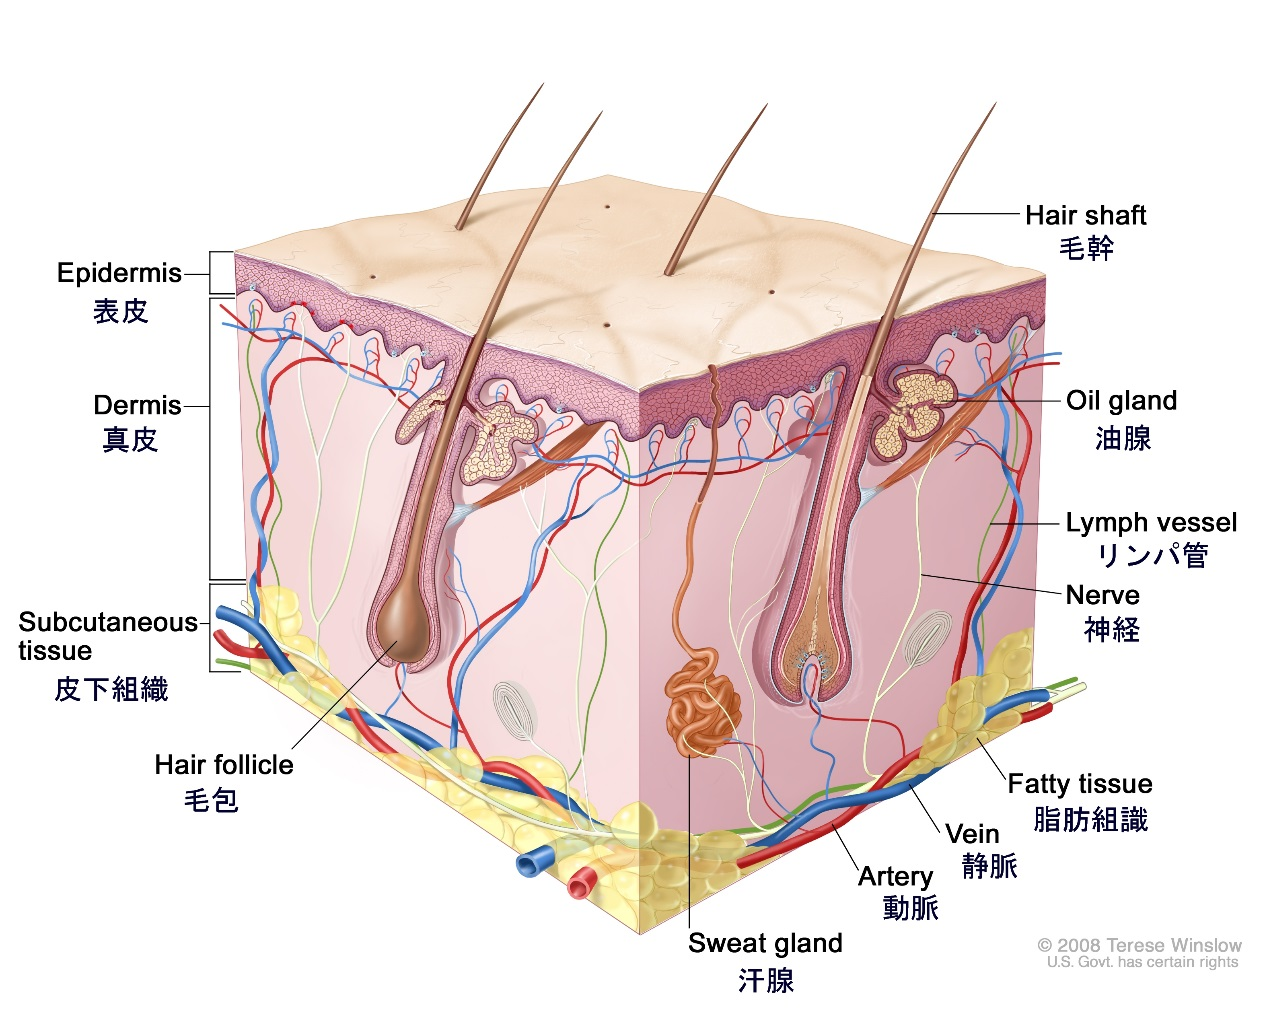 Hair shaft
毛幹
Epidermis
表皮
Dermis
真皮
Oil gland
油腺
Lymph vessel
リンパ管
Nerve
神経
Subcutaneous
tissue
皮下組織
Hair follicle
毛包
Fatty tissue
脂肪組識
Vein
静脈
Artery
動脈
Sweat gland
汗腺
© 2008 Terese Winslow
U.S. Govt. has certain rights